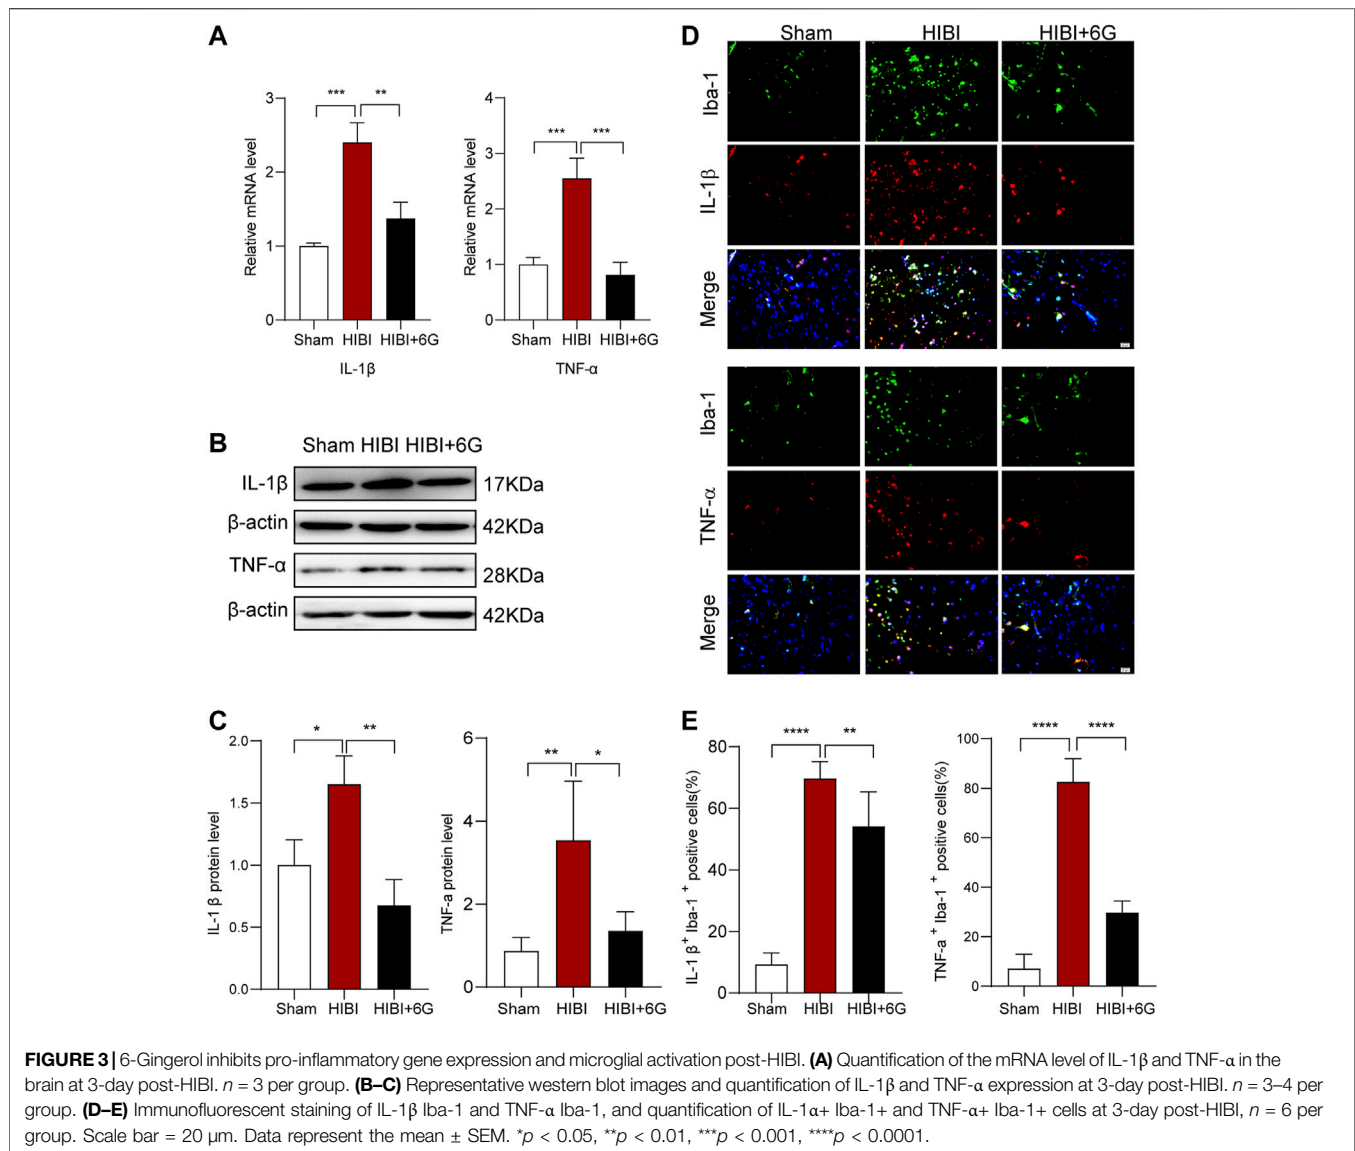 A
3
2
1
0
Relative mRNA level
***
**
Sham HIBI HIBI+6G
IL-1β
4
3
2
1
0
Relative mRNA level
***
***
Sham HIBI HIBI+6G
TNF-α
B
Sham HIBI HIBI+6G
IL-1β 17KDa
β-actin 42KDa
TNF-α 28KDa
β-actin 42KDa
C
2.0
1.5
1.0
0.5
0.0
IL-1 β protein level
*
**
Sham HIBI HIBI+6G
6
4
2
0
TNF-a protein level
**
*
Sham HIBI HIBI+6G
D
Sham HIBI HIBI+6G
Iba-1
IL-1β
Merge
Iba-1
TNF-α
Merge
E
80
60
40
20
0
IL-1 β+ Iba-1 + positive cells(%)
****
**
Sham HIBI HIBI+6G
100
80
60
40
20
0
TNF-a + Iba-1 + positive cells(%)
****
****
Sham HIBI HIBI+6G
FIGURE 3 | 6-Gingerol inhibits pro-inflammatory gene expression and microglial activation post-HIBI. (A) Quantification of the mRNA level of IL-1β and TNF-α in the
brain at 3-day post-HIBI. n = 3 per group. (B–C) Representative western blot images and quantification of IL-1β and TNF-α expression at 3-day post-HIBI. n = 3–4 per
group. (D–E) Immunofluorescent staining of IL-1β Iba-1 and TNF-α Iba-1, and quantification of IL-1α+ Iba-1+ and TNF-α+ Iba-1+ cells at 3-day post-HIBI, n = 6 per
group. Scale bar = 20 μm. Data represent the mean ± SEM. *p < 0.05, **p < 0.01, ***p < 0.001, ****p < 0.0001.